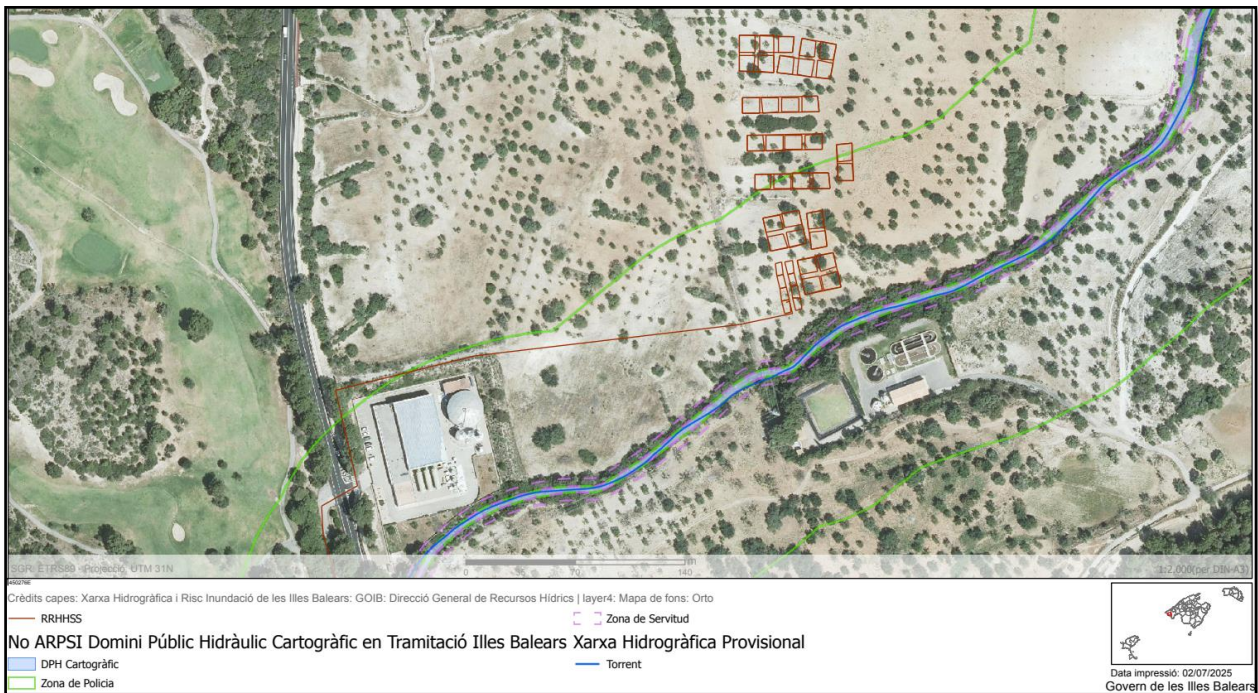 SGR: ETRS89 - Projecció UTM 31N
m
0 70 140
1:2.000(per DIN-A3)
Crèdits capes: Xarxa Hidrogràfica i Risc Inundació de les Illes Balears: GOIB: Direcció General de Recursos Hídrics | layer4: Mapa de fons: Orto
RRHHSS
Zona de Servitud
No ARPSI Domini Públic Hidràulic Cartogràfic en Tramitació Illes Balears Xarxa Hidrogràfica Provisional
DPH Cartogràfic
Torrent
Zona de Policia
Data impressió: 02/07/2025
Govern de les Illes Balears